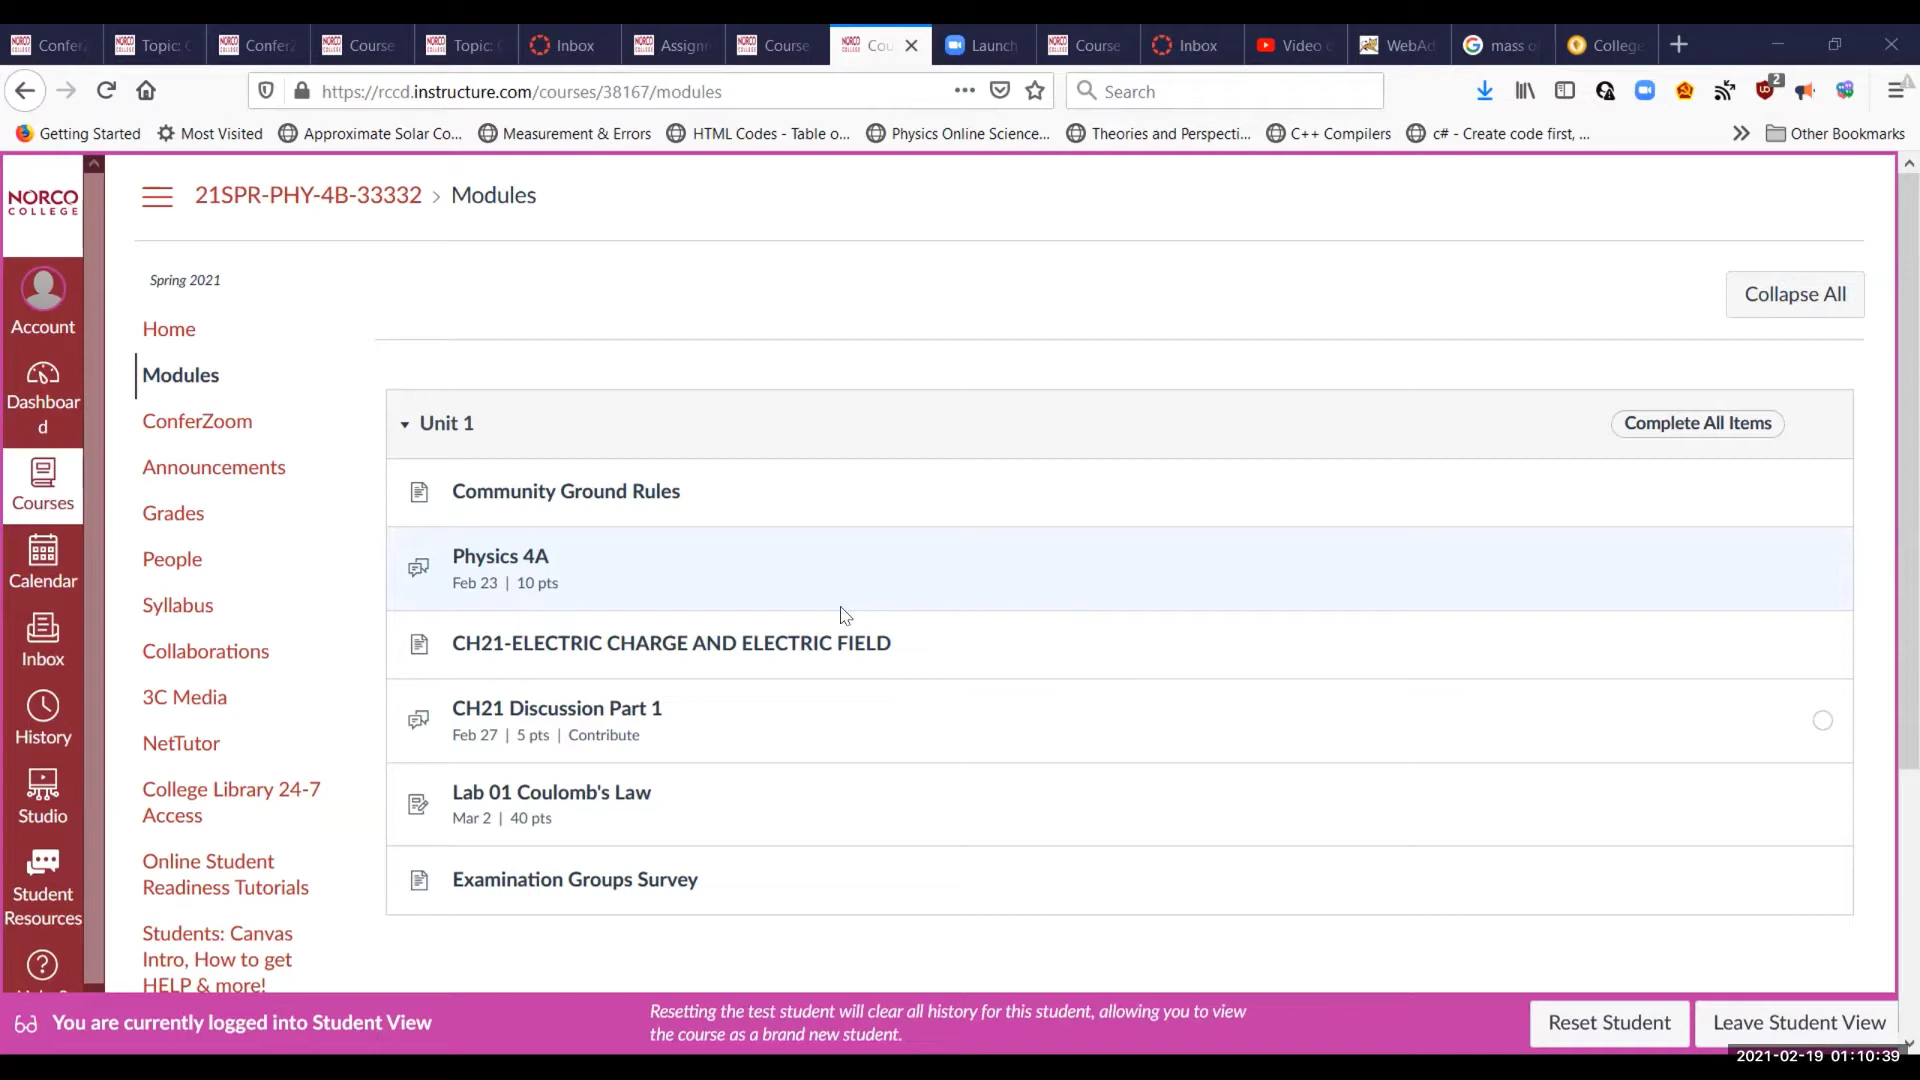 Confer
Topic:
Confer
Course
Topic:
Inbox
Assign
Course
Cou
Launch
Course
Inbox
Video
WebAd
mass o
College
https://rccd.instructure.com/courses/38167/modules
Search
2
Getting Started
Most Visited
Approximate Solar Co...
Measurement & Errors
HTML Codes - Table o...
Physics Online Science...
Theories and Perspecti...
C++ Compilers
c# - Create code first, ...
Other Bookmarks
NORCO
COLLEGE
21SPR-PHY-4B-33332 > Modules
Spring 2021
Collapse All
Account
Dashboar
d
Courses
Calendar
Inbox
History
Studio
Student
Resources
Home
Modules
ConferZoom
Announcements
Grades
People
Syllabus
Collaborations
3C Media
NetTutor
College Library 24-7
Access
Online Student
Readiness Tutorials
Students: Canvas
Intro, How to get
HELP & more!
Unit 1
Complete All Items
Community Ground Rules
Physics 4A
Feb 23 | 10 pts
CH21-ELECTRIC CHARGE AND ELECTRIC FIELD
CH21 Discussion Part 1
Feb 27 | 5 pts | Contribute
Lab 01 Coulomb's Law
Mar 2 | 40 pts
Examination Groups Survey
You are currently logged into Student View
Resetting the test student will clear all history for this student, allowing you to view
the course as a brand new student.
Reset Student
Leave Student View
2021-02-19 01:10:39